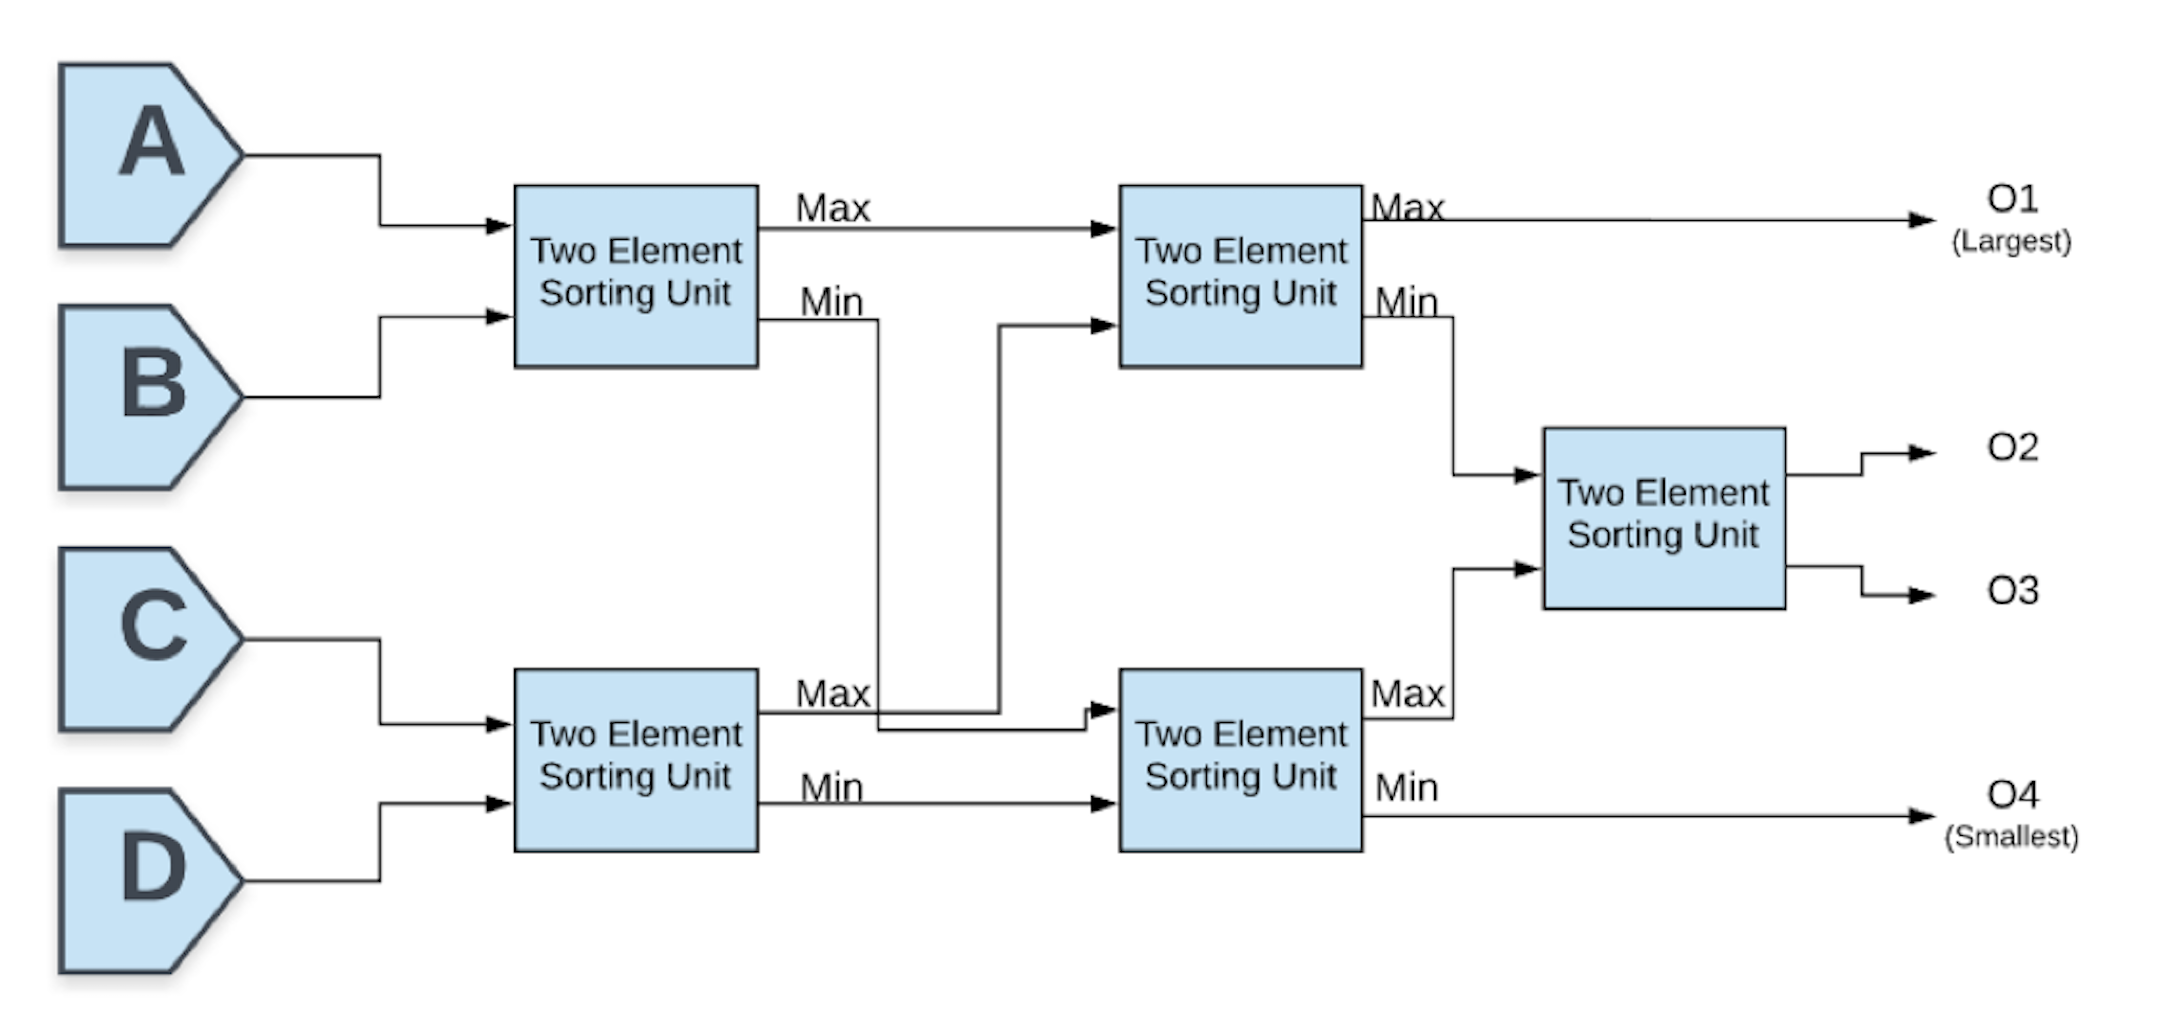 A
B
C
D
Two Element
Sorting Unit
Max
Min
Two Element
Sorting Unit
Max
Min
Two Element
Sorting Unit
Max
Min
Two Element
Sorting Unit
Max
Min
Two Element
Sorting Unit
O1
(Largest)
O2
O3
O4
(Smallest)